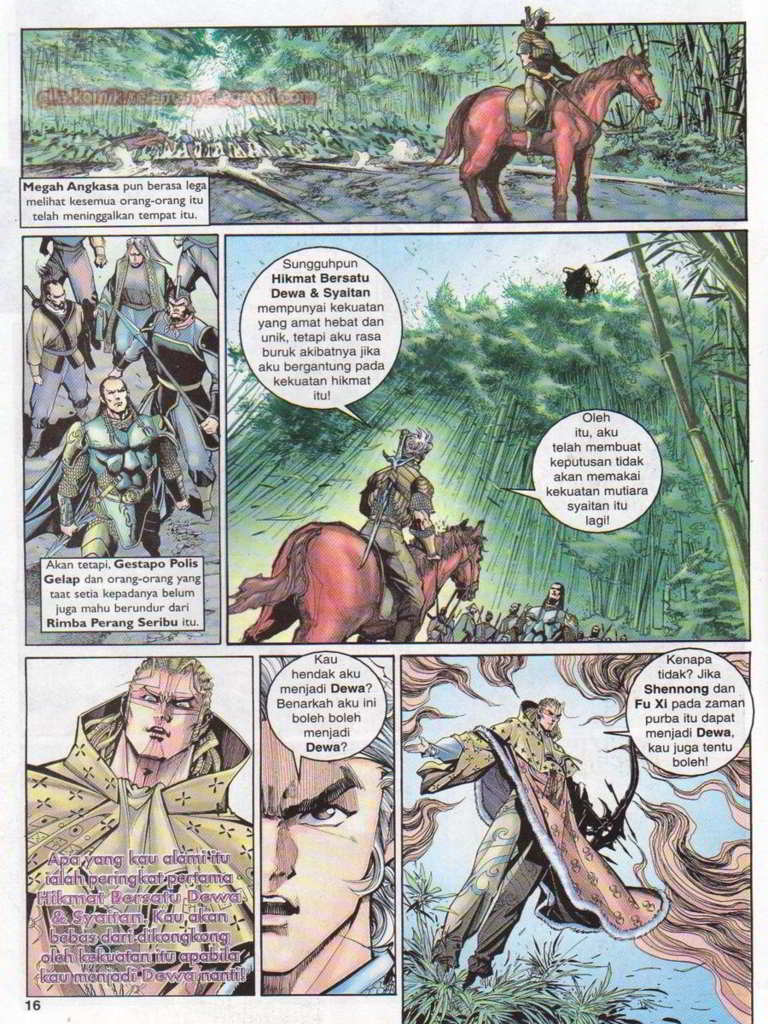 gila.komik.selamanya@gmail.com
Megah Angkasa pun berasa lega
melihat kesemua orang-orang itu
telah meninggalkan tempat itu.
Akan tetapi, Gestapo Polis
Gelap dan orang-orang yang
taat setia kepadanya belum
juga mahu berundur dari
Rimba Perang Seribu itu.
Sungguhpun
Hikmat Bersatu
Dewa & Syaitan
mempunyai kekuatan
yang amat hebat dan
unik, tetapi aku rasa
buruk akibatnya jika
aku bergantung pada
kekuatan hikmat
itu!
Oleh
itu, aku
telah membuat
keputusan tidak
akan memakai
kekuatan mutiara
syaitan itu
lagi!
Apa yang kau alami itu
ialah peringkat pertama
Hikmat Bersatu Dewa
& Syaitan. Kau akan
bebas dari dikongkong
oleh kekuatan itu apabila
kau menjadi Dewa nanti!
Kau
hendak aku
menjadi Dewa?
Benarkah aku ini
boleh boleh
menjadi
Dewa?
Kenapa
tidak? Jika
Shennong dan
Fu Xi pada zaman
purba itu dapat
menjadi Dewa,
kau juga tentu
boleh!
16